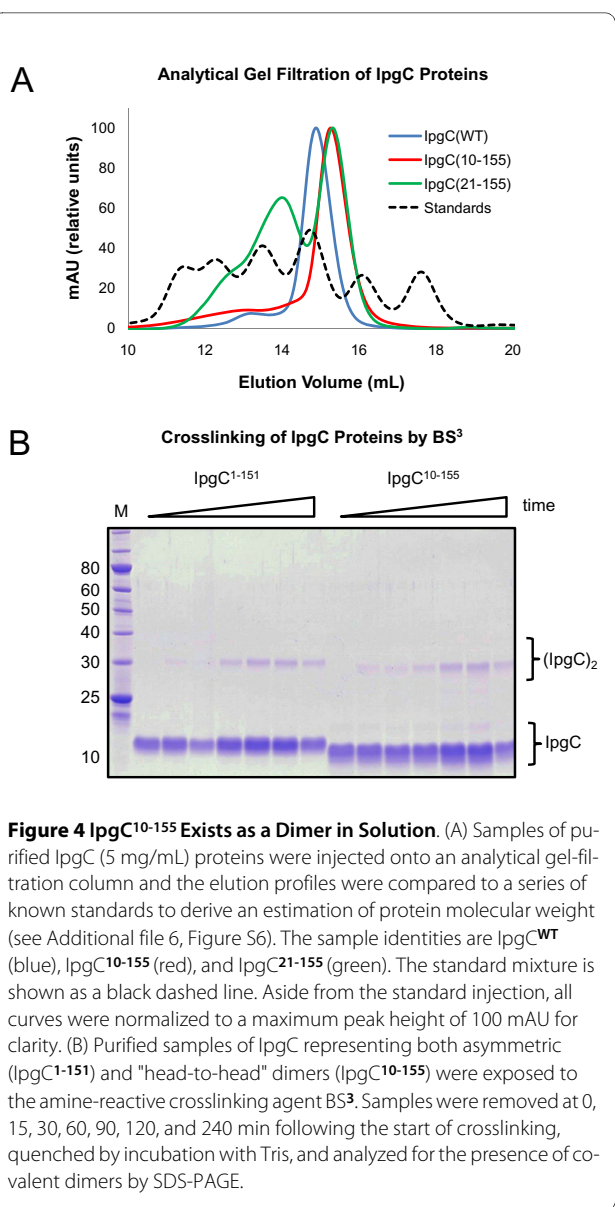 A
Analytical Gel Filtration of IpgC Proteins
mAU (relative units)
100
80
60
40
20
0
IpgC(WT)
IpgC(10-155)
IpgC(21-155)
Standards
10 12 14 16 18 20
Elution Volume (mL)
B
Crosslinking of IpgC Proteins by BS³
IpgC¹⁻¹⁵¹ IpgC¹⁰⁻¹⁵⁵
M time
80
60
50
40
30 (IpgC)₂
25
10 IpgC
Figure 4 IpgC¹⁰⁻¹⁵⁵ Exists as a Dimer in Solution. (A) Samples of pu-
rified IpgC (5 mg/mL) proteins were injected onto an analytical gel-fil-
tration column and the elution profiles were compared to a series of
known standards to derive an estimation of protein molecular weight
(see Additional file 6, Figure S6). The sample identities are IpgCᵂᵀ
(blue), IpgC¹⁰⁻¹⁵⁵ (red), and IpgC²¹⁻¹⁵⁵ (green). The standard mixture is
shown as a black dashed line. Aside from the standard injection, all
curves were normalized to a maximum peak height of 100 mAU for
clarity. (B) Purified samples of IpgC representing both asymmetric
(IpgC¹⁻¹⁵¹) and "head-to-head" dimers (IpgC¹⁰⁻¹⁵⁵) were exposed to
the amine-reactive crosslinking agent BS³. Samples were removed at 0,
15, 30, 60, 90, 120, and 240 min following the start of crosslinking,
quenched by incubation with Tris, and analyzed for the presence of co-
valent dimers by SDS-PAGE.